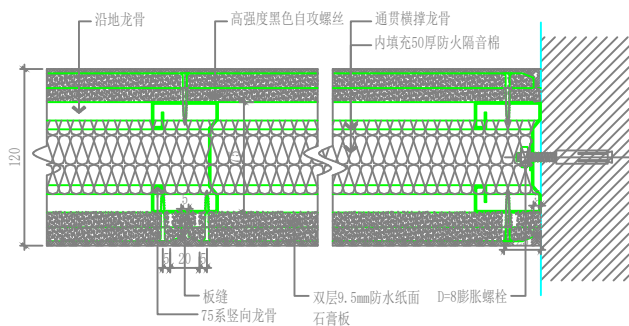 沿地龙骨
高强度黑色自攻螺丝
通贯横撑龙骨
内填充50厚防火隔音棉
120
5
5
20
5
板缝
75系竖向龙骨
双层9.5mm防水纸面
石膏板
D=8膨胀螺栓